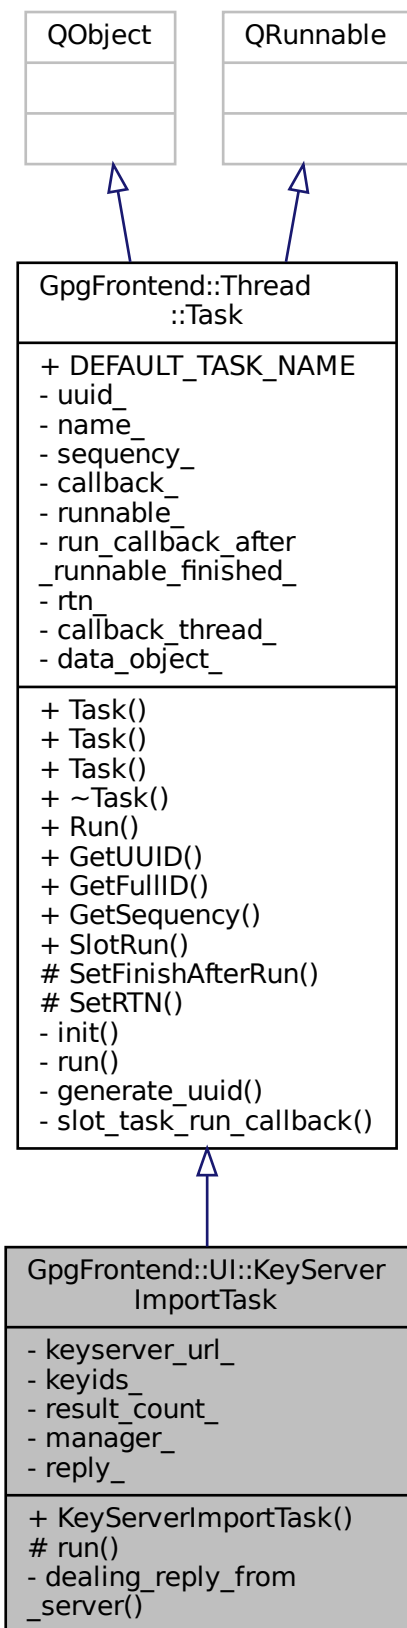 QObject
QRunnable
GpgFrontend::Thread
::Task
+ DEFAULT_TASK_NAME
- uuid_
- name_
- sequency_
- callback_
- runnable_
- run_callback_after
_runnable_finished_
- rtn_
- callback_thread_
- data_object_
+ Task()
+ Task()
+ Task()
+ ~Task()
+ Run()
+ GetUUID()
+ GetFullID()
+ GetSequency()
+ SlotRun()
# SetFinishAfterRun()
# SetRTN()
- init()
- run()
- generate_uuid()
- slot_task_run_callback()
GpgFrontend::UI::KeyServer
ImportTask
- keyserver_url_
- keyids_
- result_count_
- manager_
- reply_
+ KeyServerImportTask()
# run()
- dealing_reply_from
_server()